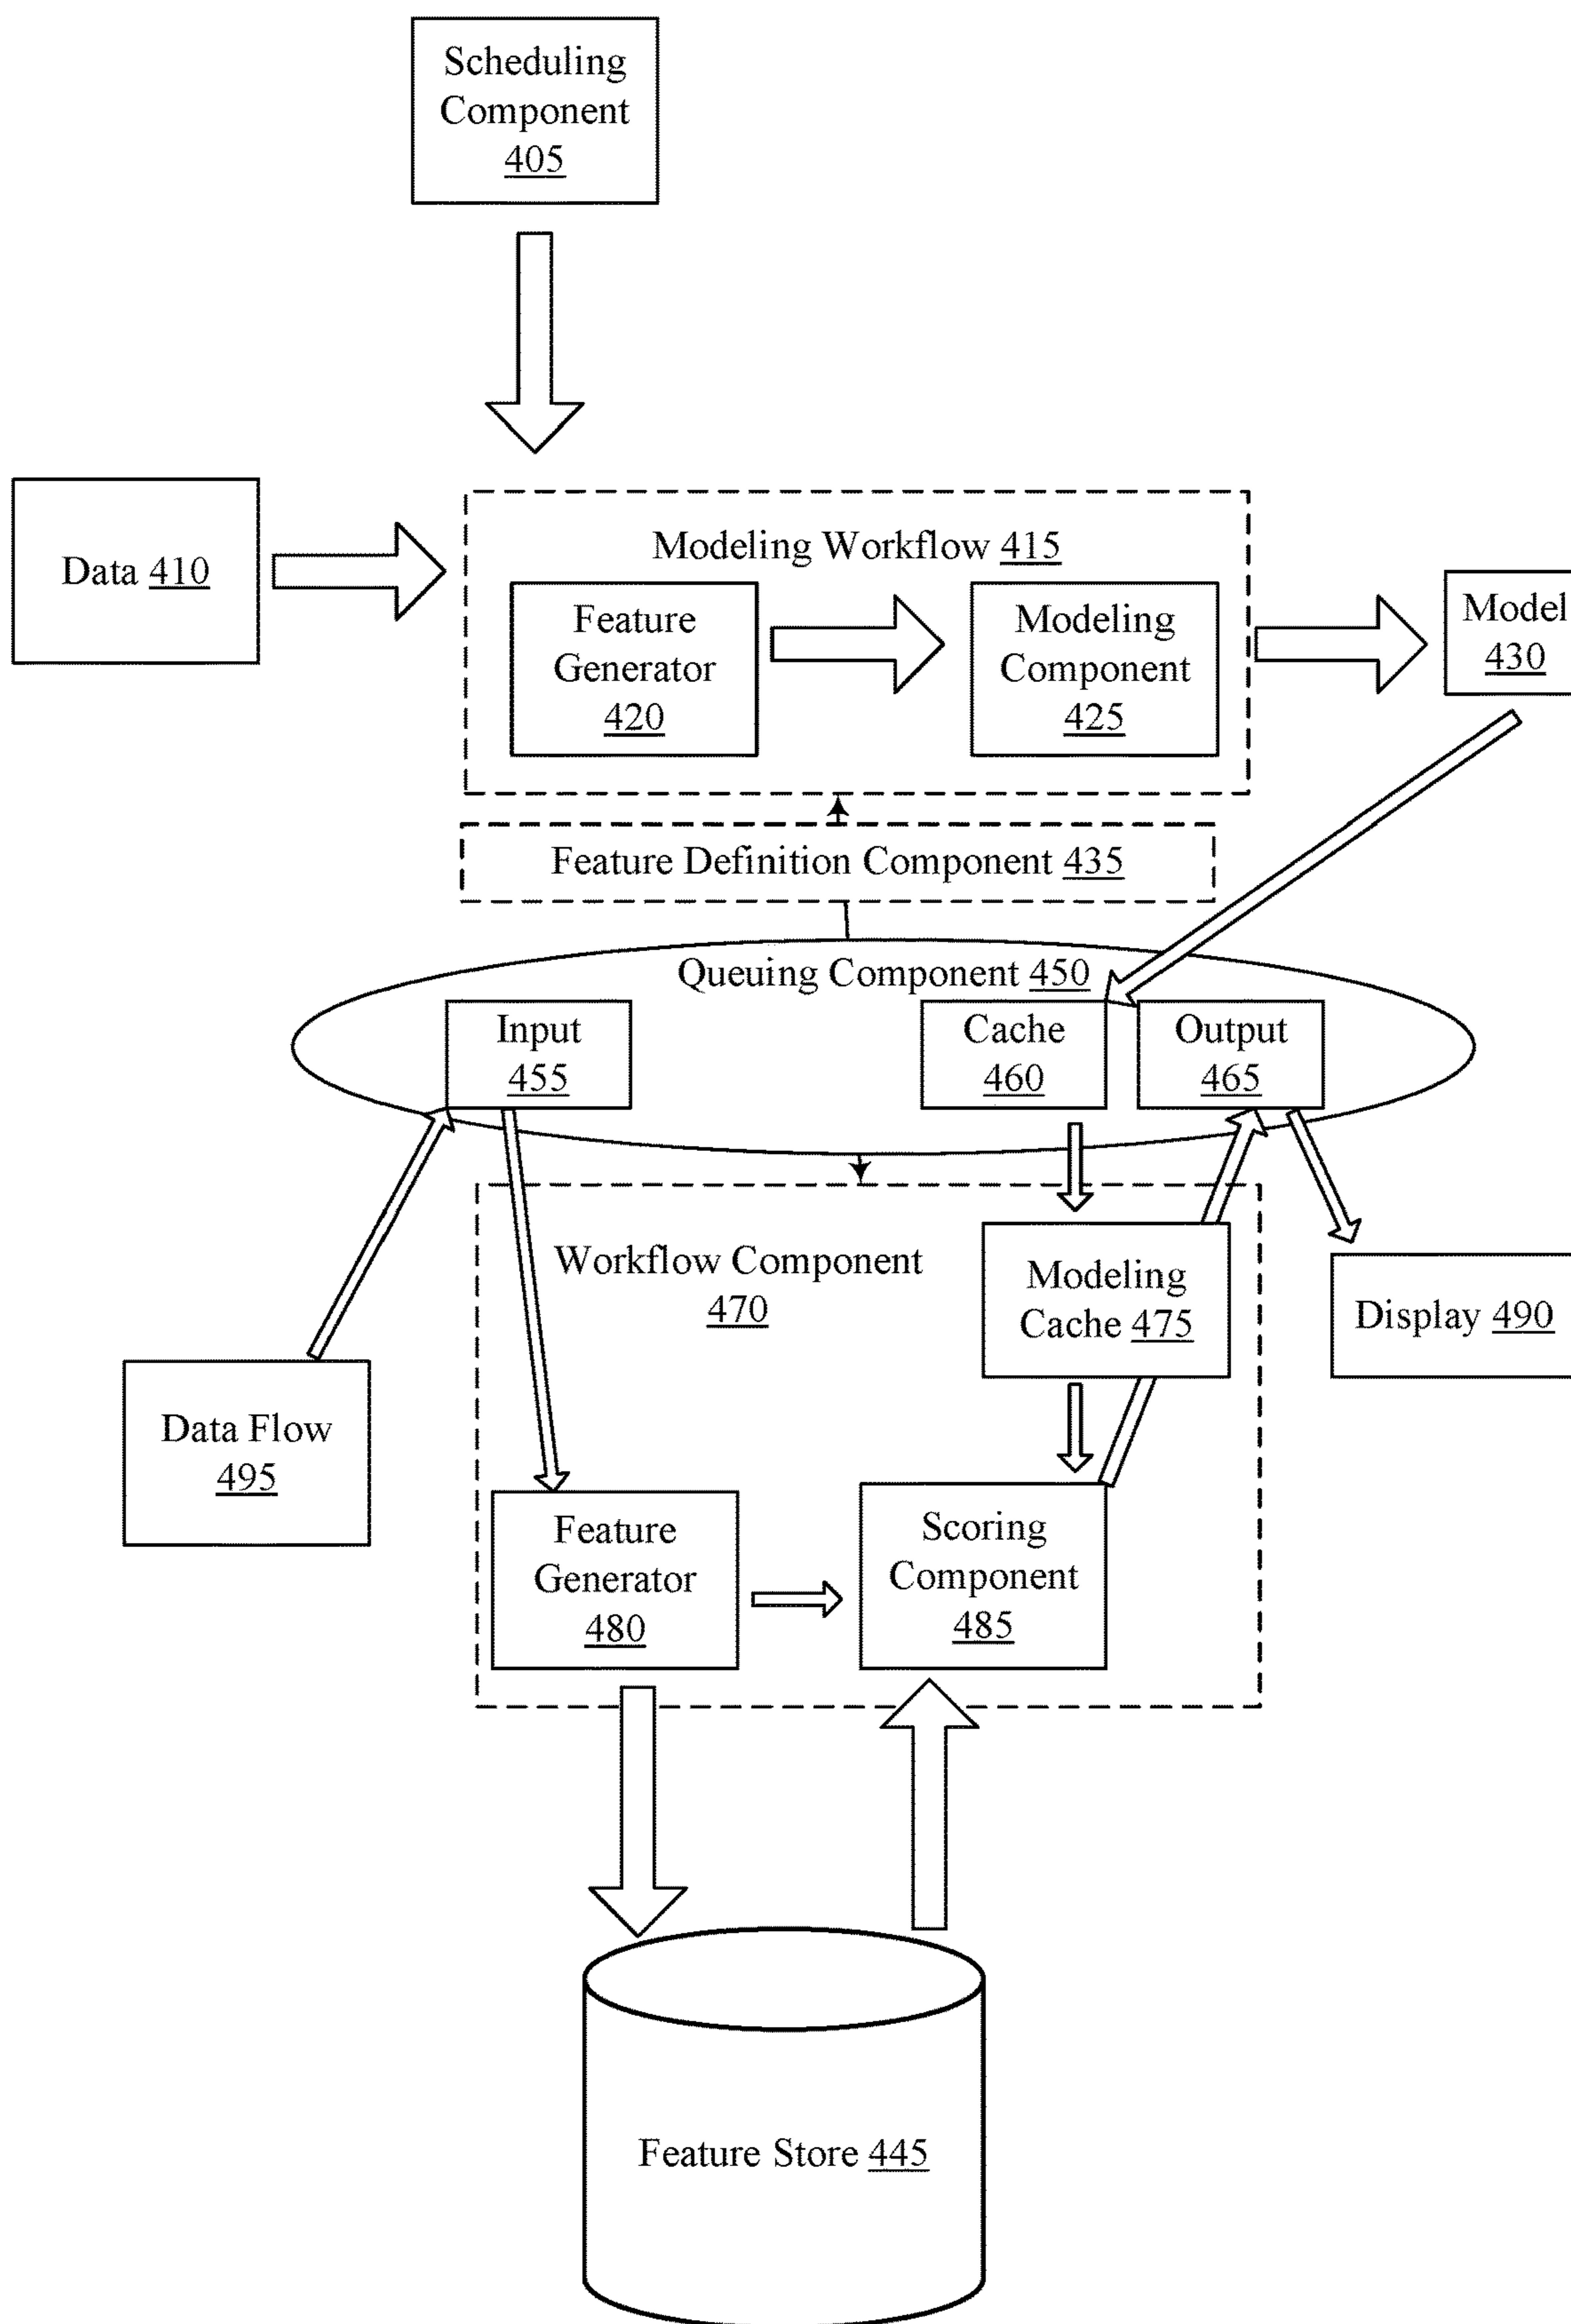 Scheduling
Component
405
Data 410
Modeling Workflow 415
Feature
Generator
420
Modeling
Component
425
Model
430
Feature Definition Component 435
Queuing Component 450
Input
455
Cache
460
Output
465
Workflow Component
470
Modeling
Cache 475
Display 490
Data Flow
495
Feature
Generator
480
Scoring
Component
485
Feature Store 445